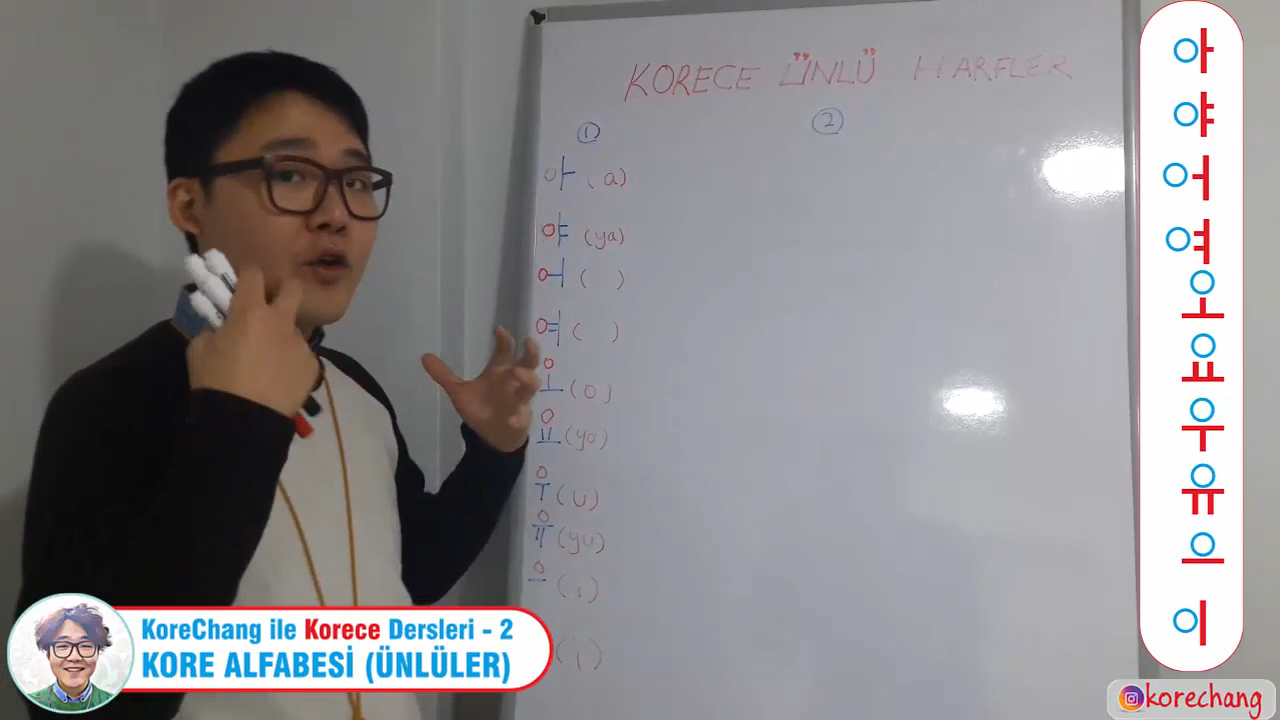 KORECE ÜNLÜ HARFLER
1
2
아 (a)
야 (ya)
어 ( )
여 ( )
오 (o)
요 (yo)
우 (u)
유 (yu)
으 (ı)
(i)
아
야
어
여
오
요
우
유
으
이
KoreChang ile Korece Dersleri - 2
KORE ALFABESİ (ÜNLÜLER)
korechang